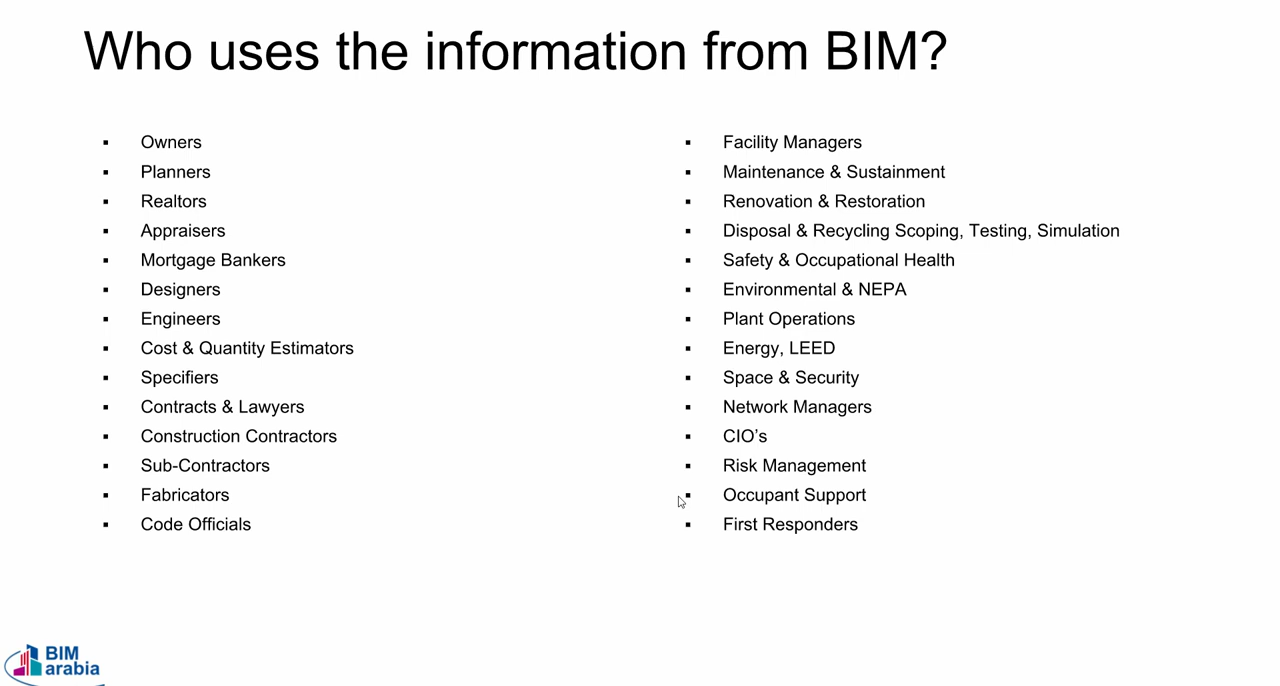 Who uses the information from BIM?
▪ Owners
▪ Planners
▪ Realtors
▪ Appraisers
▪ Mortgage Bankers
▪ Designers
▪ Engineers
▪ Cost & Quantity Estimators
▪ Specifiers
▪ Contracts & Lawyers
▪ Construction Contractors
▪ Sub-Contractors
▪ Fabricators
▪ Code Officials
▪ Facility Managers
▪ Maintenance & Sustainment
▪ Renovation & Restoration
▪ Disposal & Recycling Scoping, Testing, Simulation
▪ Safety & Occupational Health
▪ Environmental & NEPA
▪ Plant Operations
▪ Energy, LEED
▪ Space & Security
▪ Network Managers
▪ CIO’s
▪ Risk Management
▪ Occupant Support
▪ First Responders
BIM
arabia